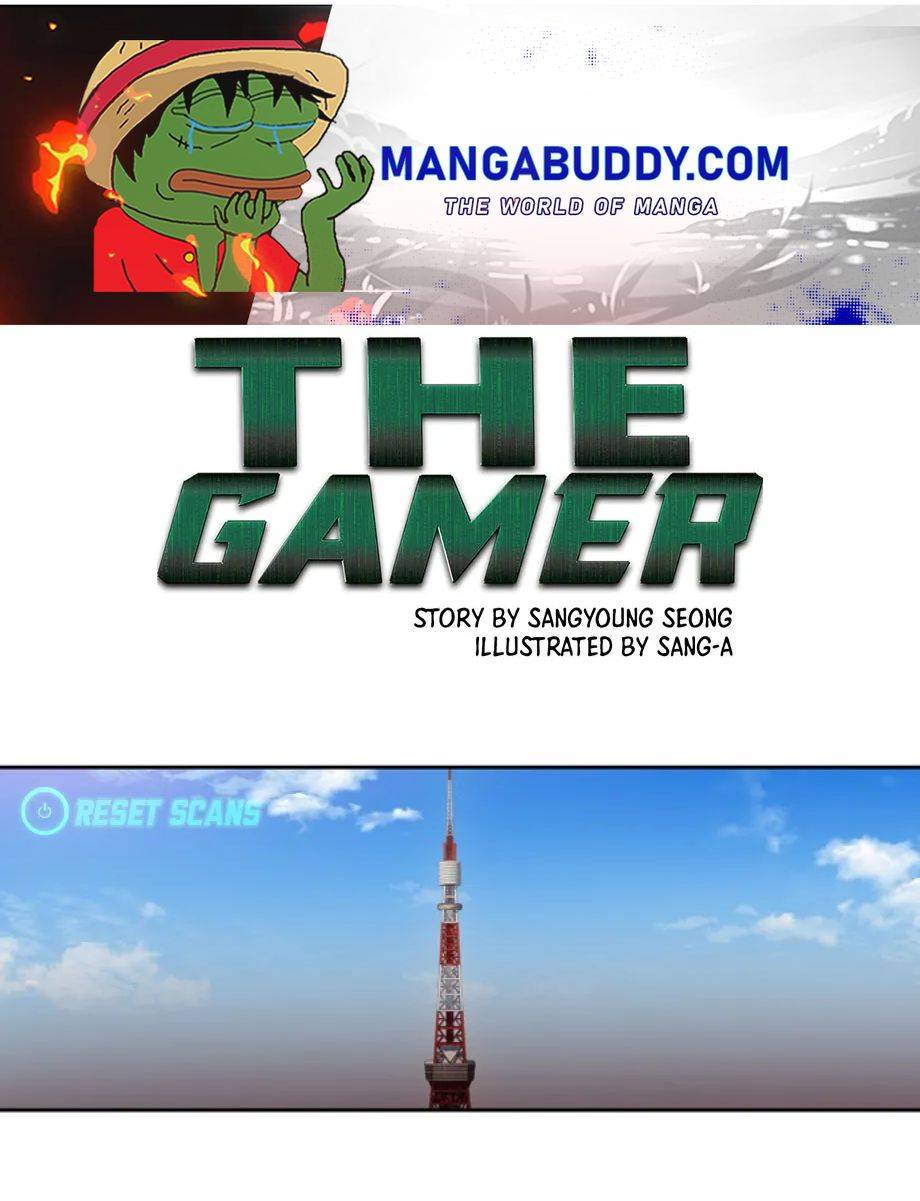 MANGABUDDY.COM
THE WORLD OF MANGA
THE
GAMER
STORY BY SANGYOUNG SEONG
ILLUSTRATED BY SANG-A
RESET SCANS